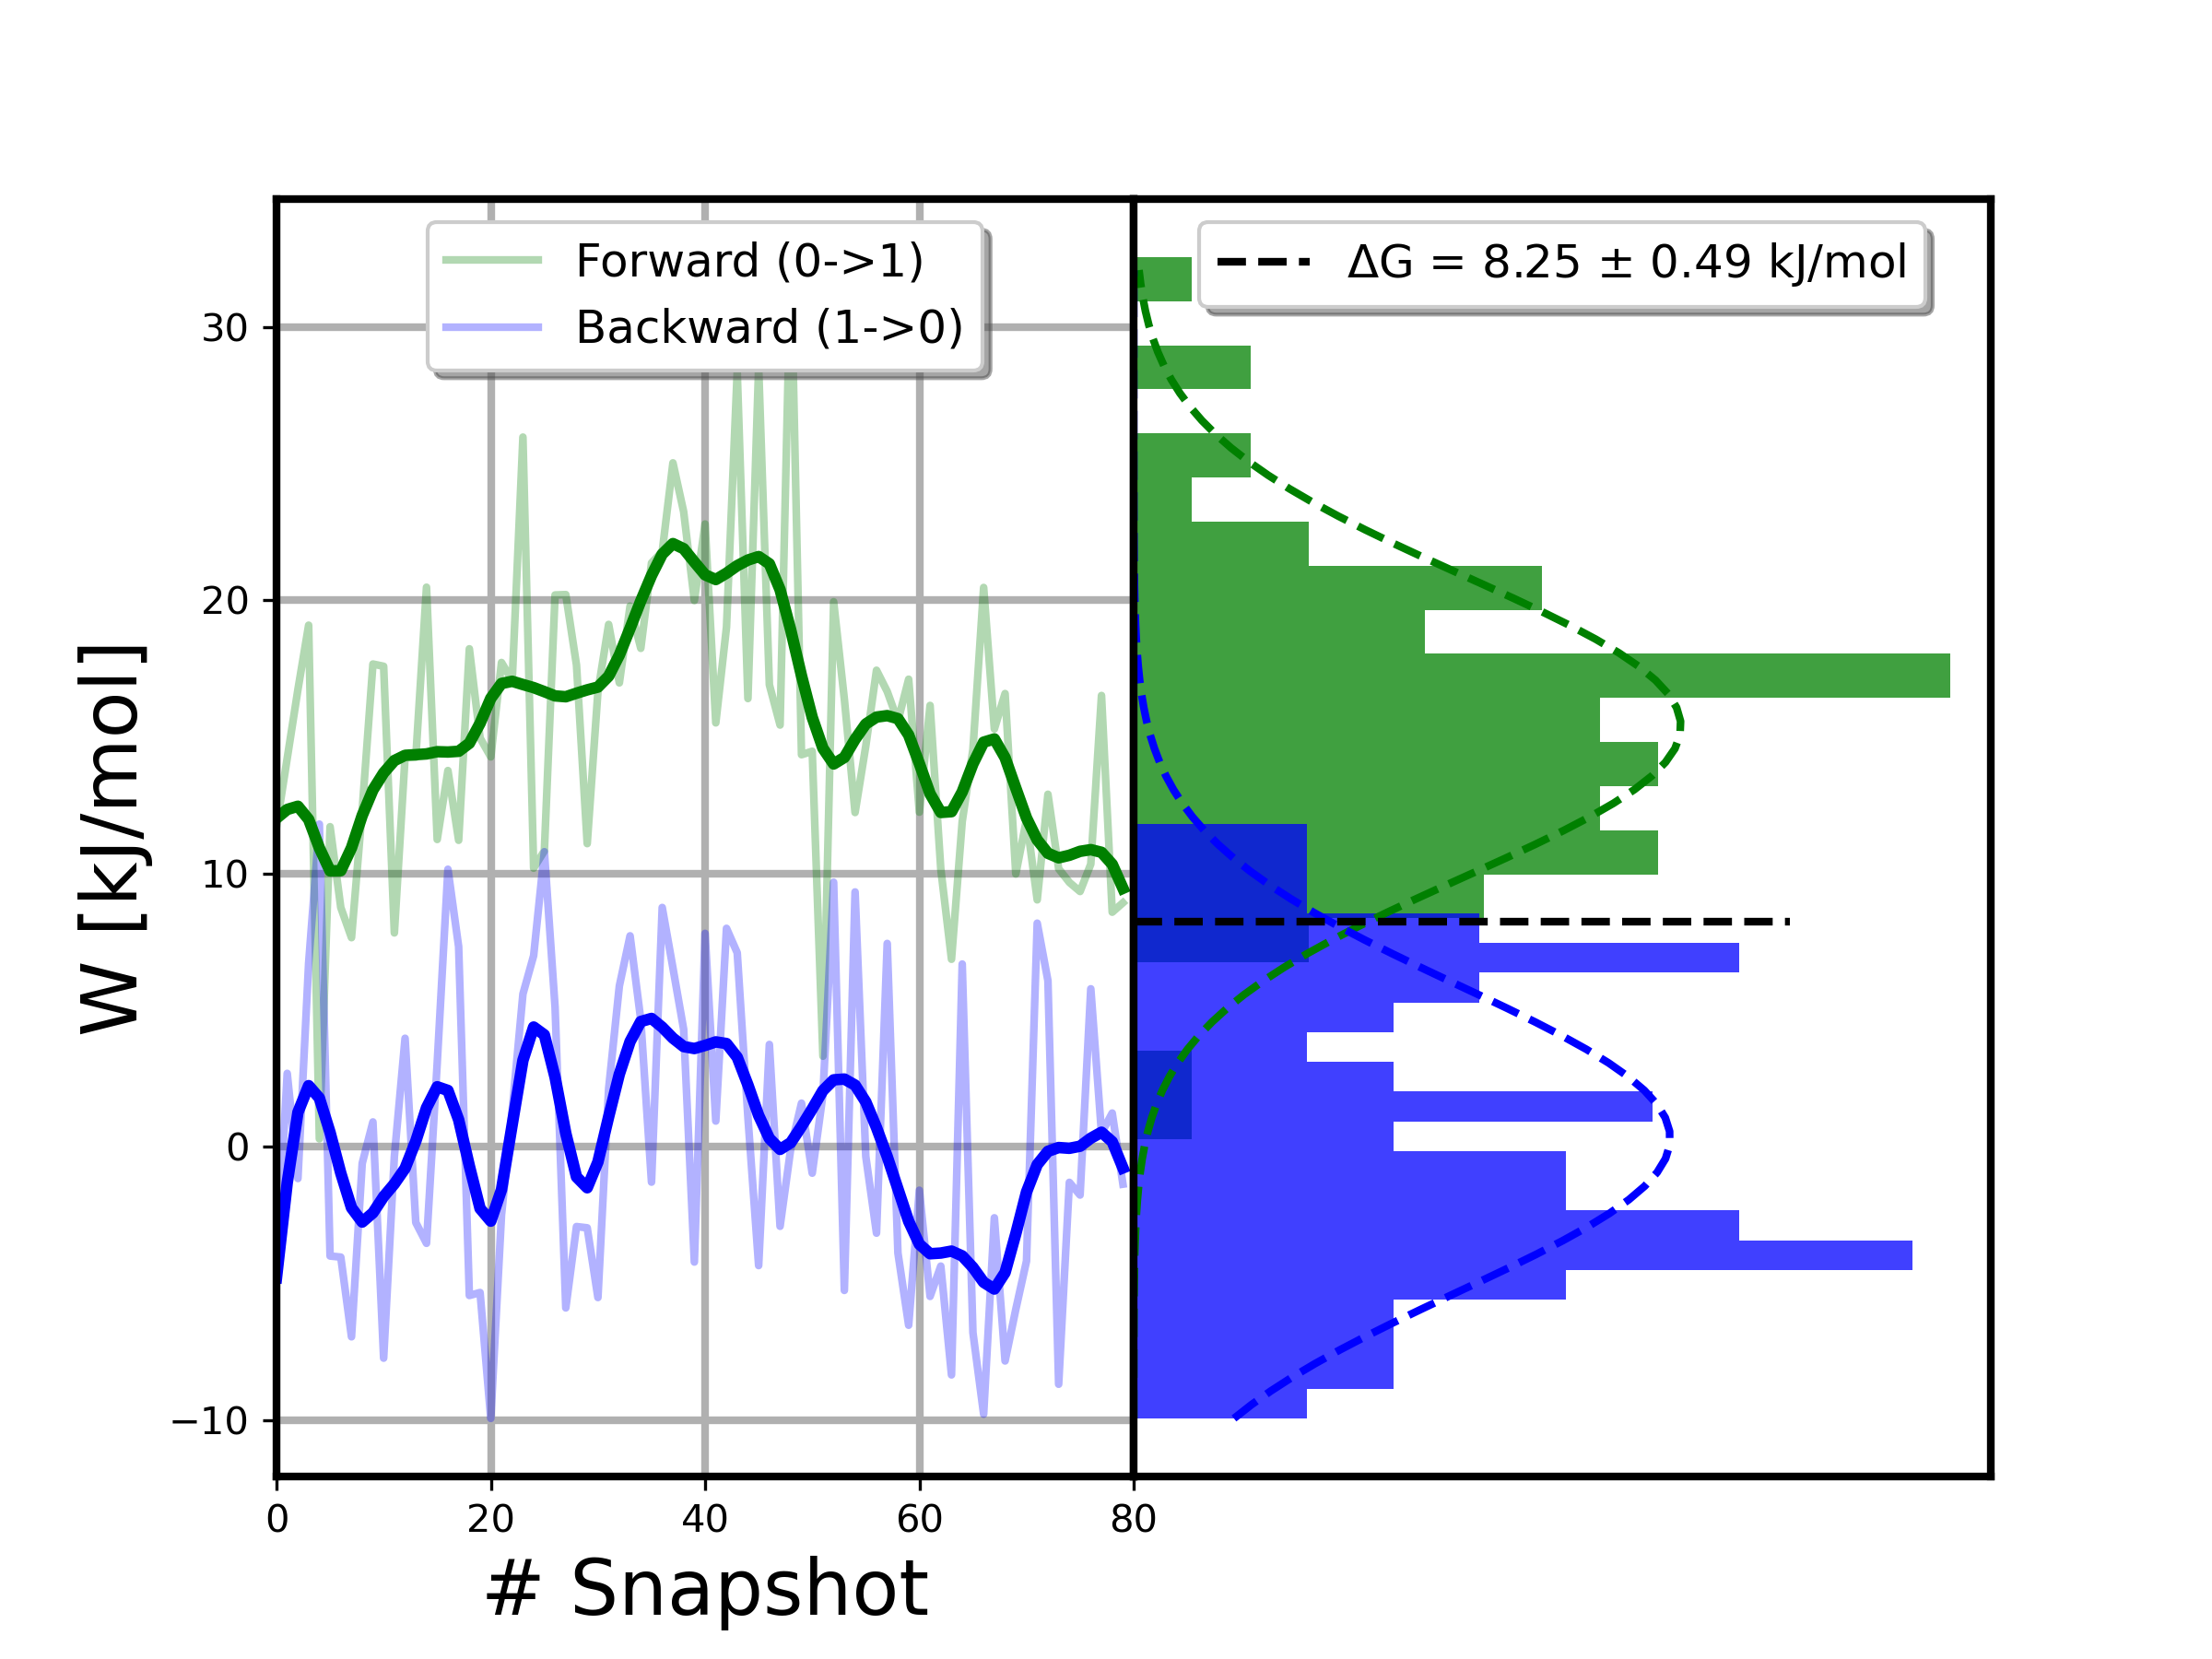 Forward (0->1)
Backward (1->0)
ΔG = 8.25 ± 0.49 kJ/mol
30
20
10
0
−10
W [kJ/mol]
0 20 40 60 80
# Snapshot